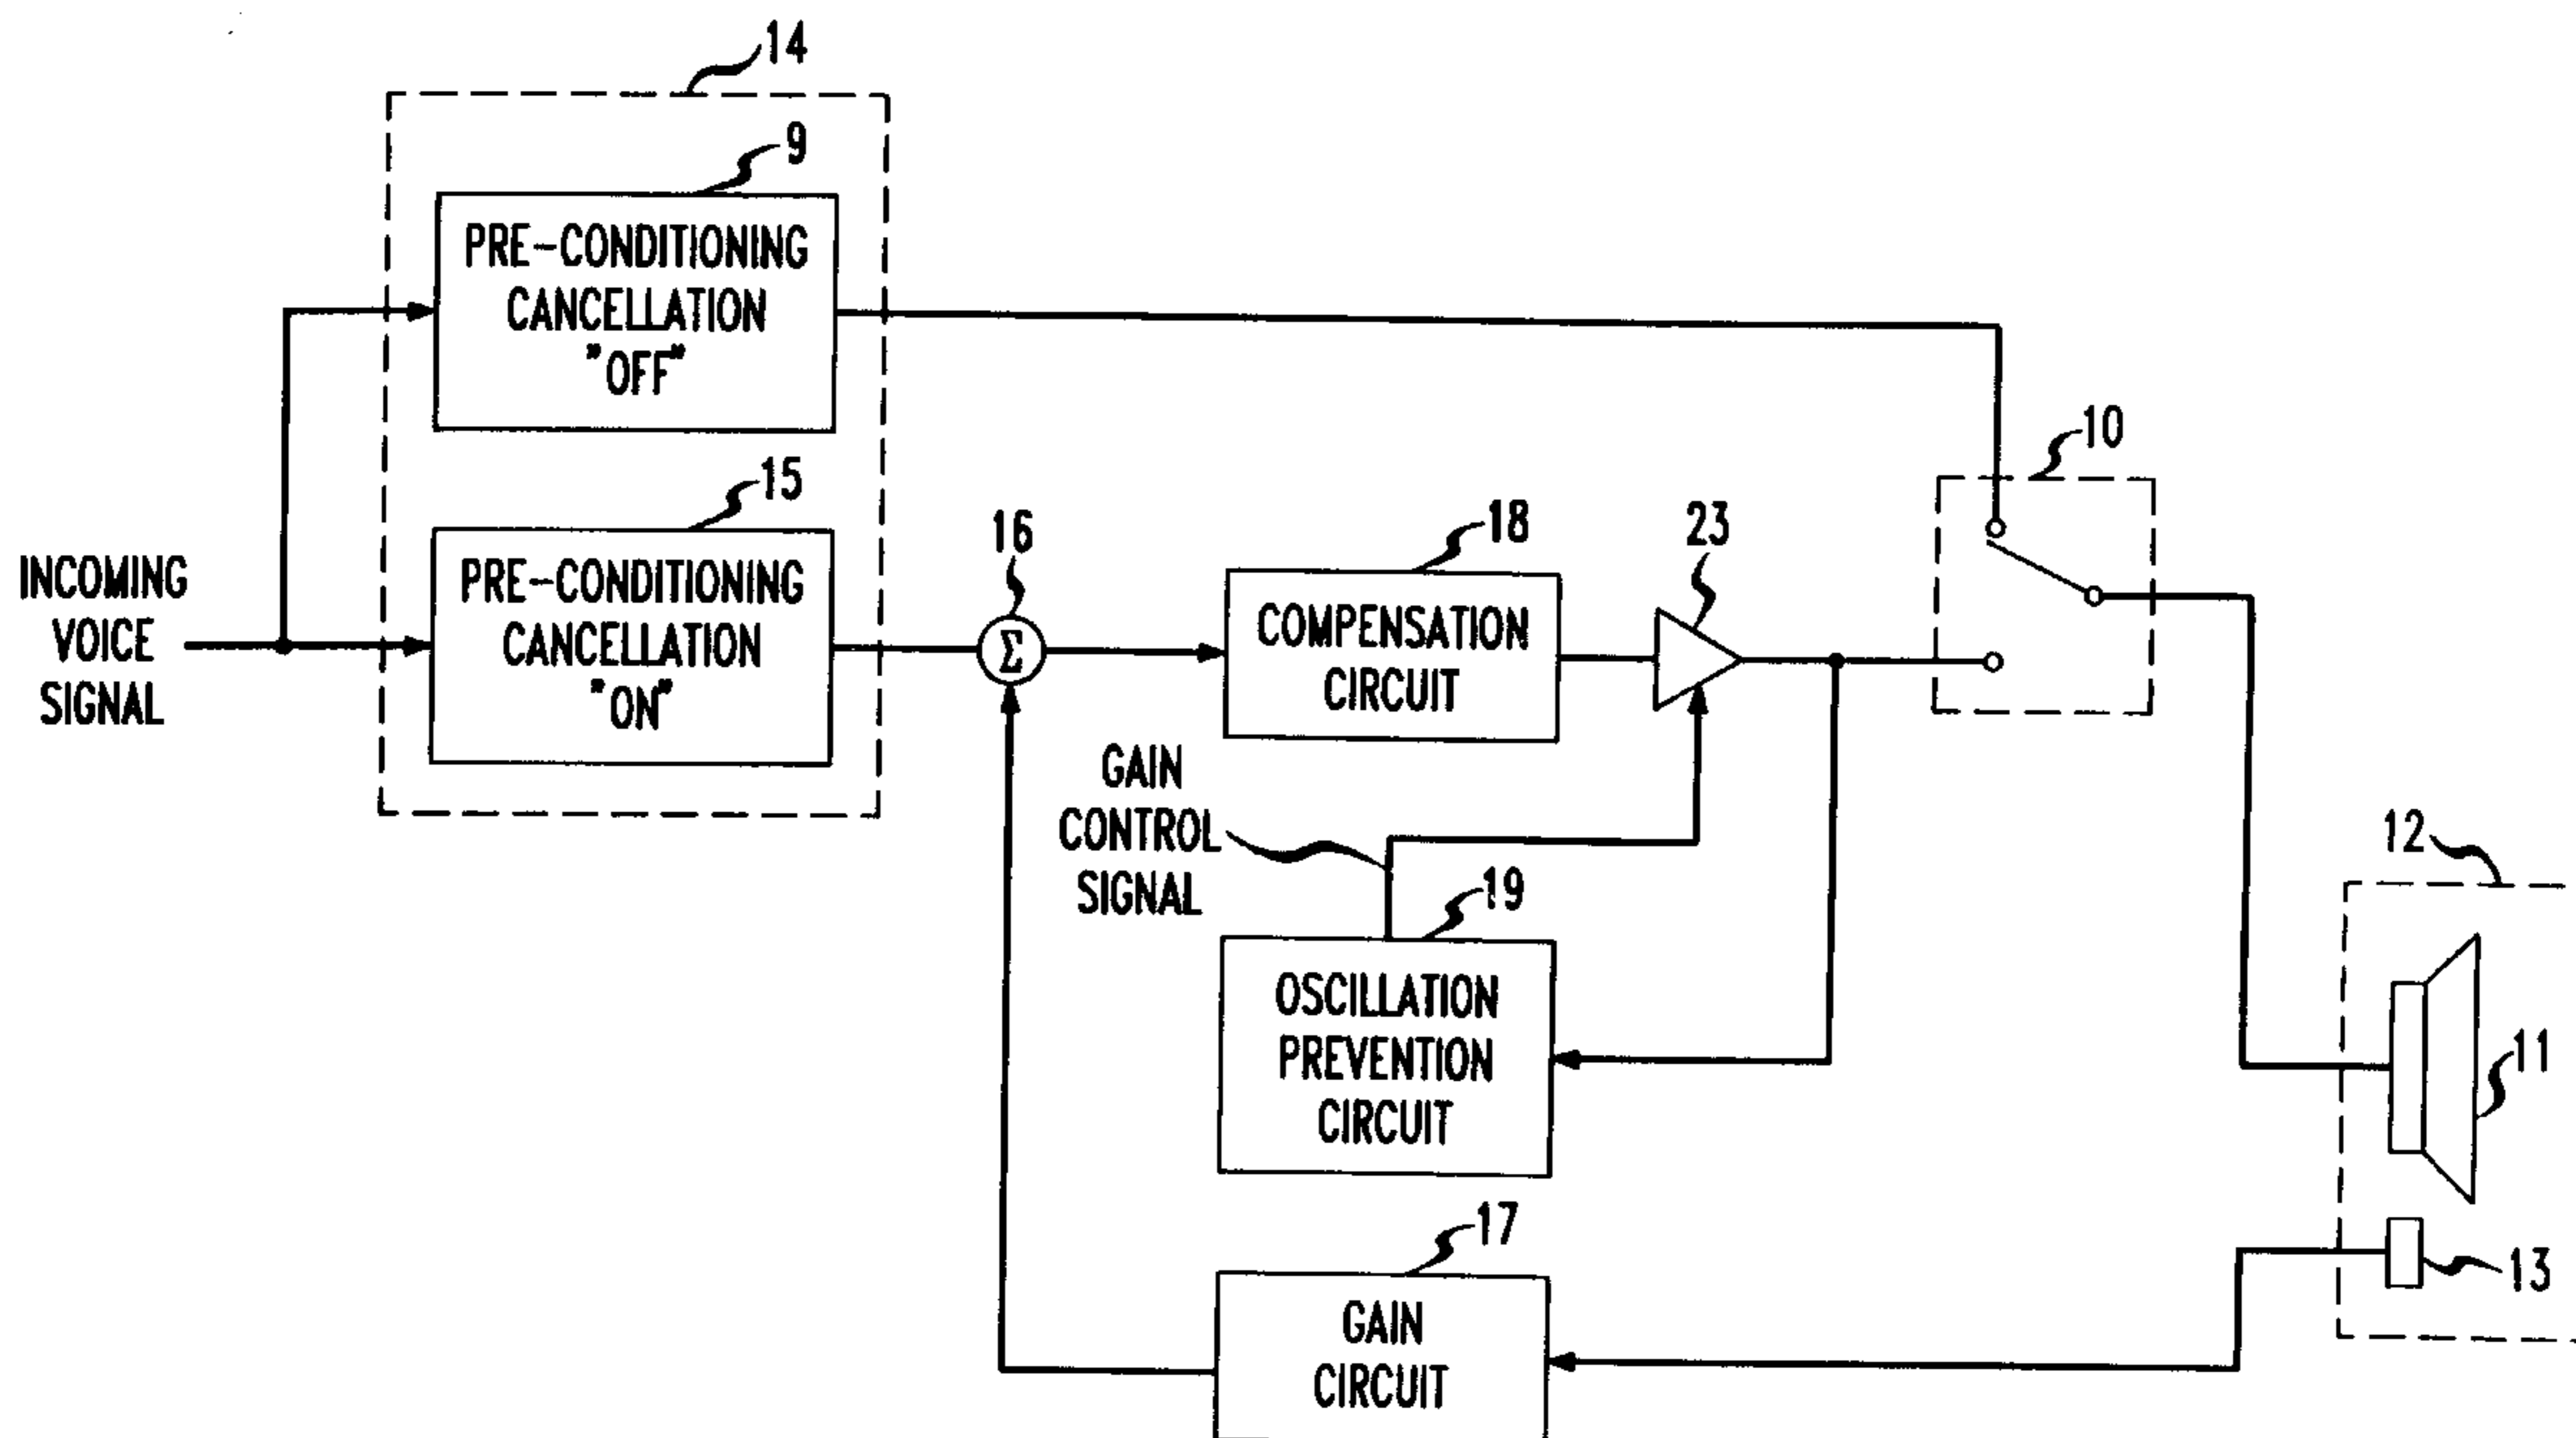 14
9
PRE-CONDITIONING
CANCELLATION
"OFF"
10
15
PRE-CONDITIONING
CANCELLATION
"ON"
INCOMING
VOICE
SIGNAL
16
Σ
18
COMPENSATION
CIRCUIT
23
GAIN
CONTROL
SIGNAL
19
OSCILLATION
PREVENTION
CIRCUIT
12
11
13
17
GAIN
CIRCUIT